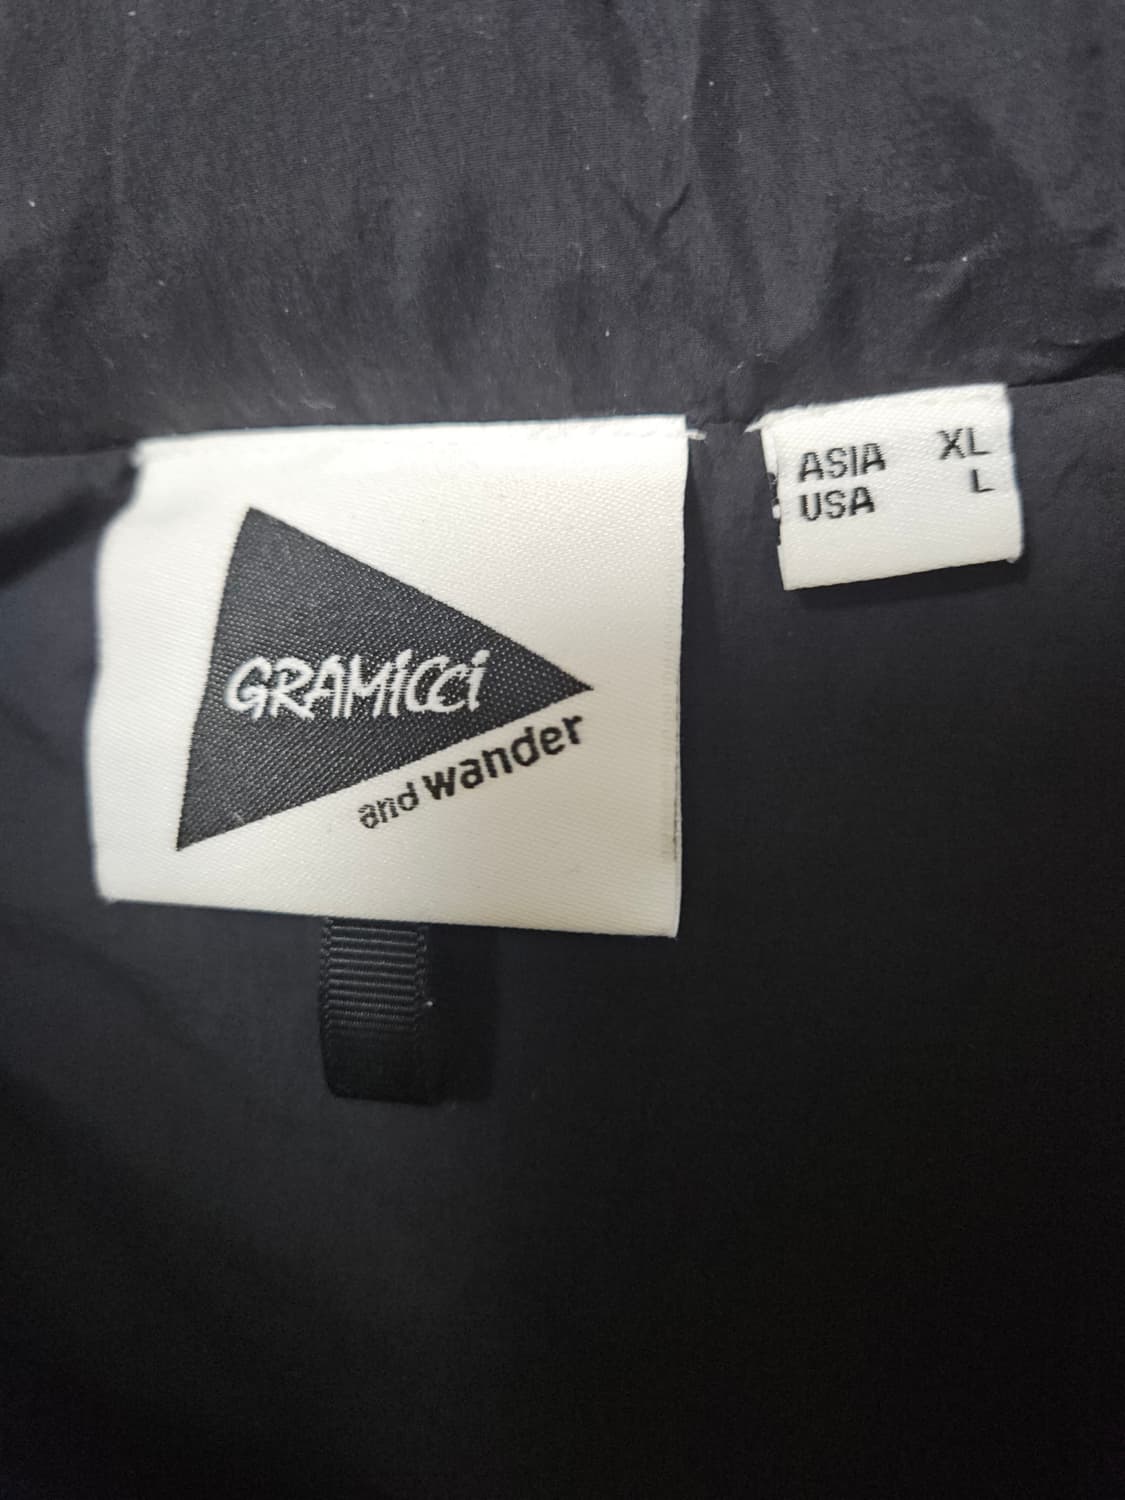 GRAMiCCi
and wander
ASIA XL
USA L